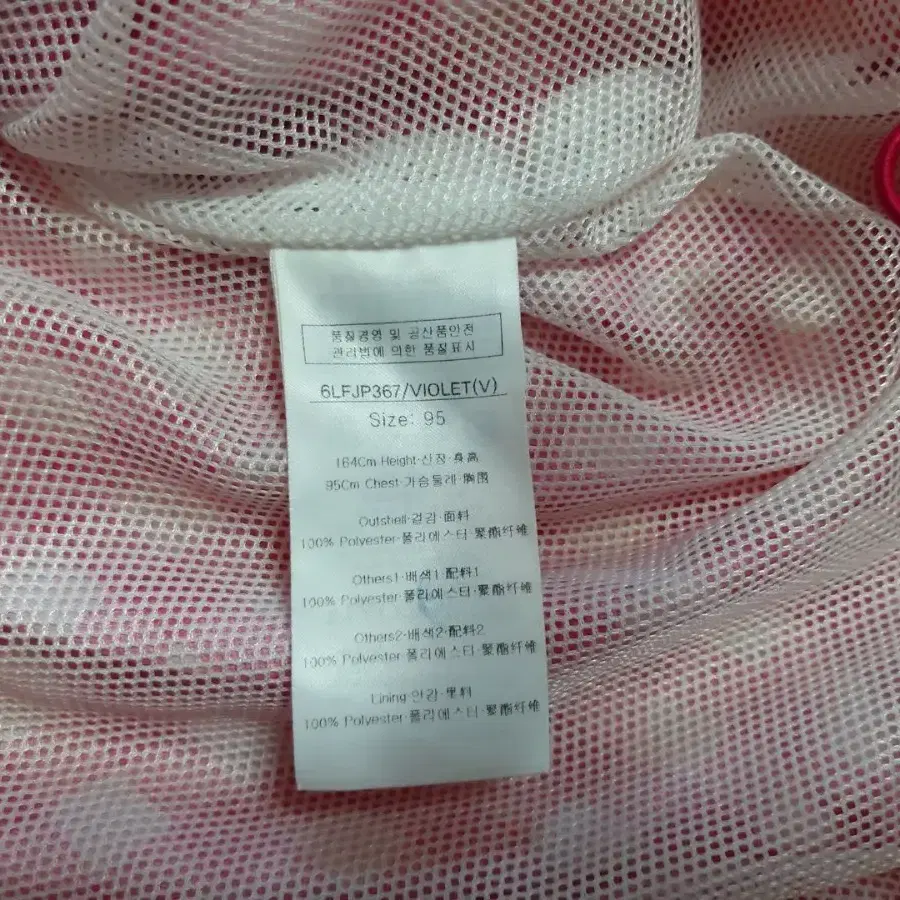 품질경영 및 공산품안전
관리법에 의한 품질표시
6LFJP367/VIOLET(V)
Size: 95
164Cm Height·신장·身高
95Cm Chest·가슴둘레·胸围
Outshell·겉감·面料
100% Polyester·폴리에스터·聚酯纤维
Others1·배색1·配料1
100% Polyester·폴리에스터·聚酯纤维
Others2·배색2·配料2
100% Polyester·폴리에스터·聚酯纤维
Lining·안감·里料
100% Polyester·폴리에스터·聚酯纤维